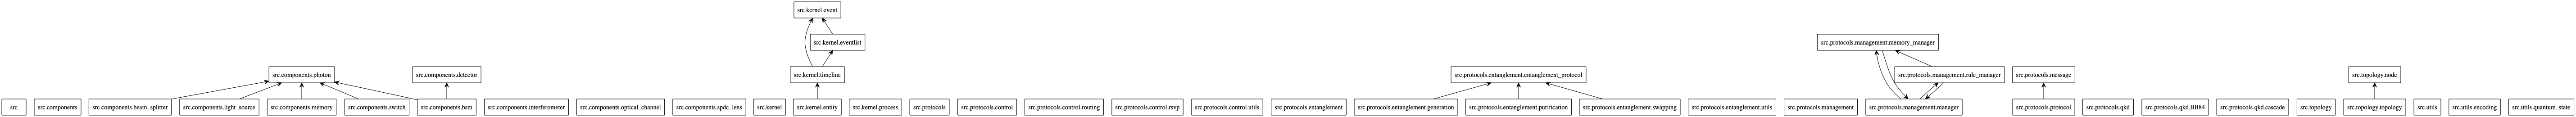 src.kernel.event
src.kernel.eventlist
src.protocols.management.memory_manager
src.components.photon
src.components.detector
src.kernel.timeline
src.protocols.entanglement.entanglement_protocol
src.protocols.management.rule_manager
src.protocols.message
src.topology.node
src
src.components
src.components.beam_splitter
src.components.light_source
src.components.memory
src.components.switch
src.components.bsm
src.components.interferometer
src.components.optical_channel
src.components.spdc_lens
src.kernel
src.kernel.entity
src.kernel.process
src.protocols
src.protocols.control
src.protocols.control.routing
src.protocols.control.rsvp
src.protocols.control.utils
src.protocols.entanglement
src.protocols.entanglement.generation
src.protocols.entanglement.purification
src.protocols.entanglement.swapping
src.protocols.entanglement.utils
src.protocols.management
src.protocols.management.manager
src.protocols.protocol
src.protocols.qkd
src.protocols.qkd.BB84
src.protocols.qkd.cascade
src.topology
src.topology.topology
src.utils
src.utils.encoding
src.utils.quantum_state